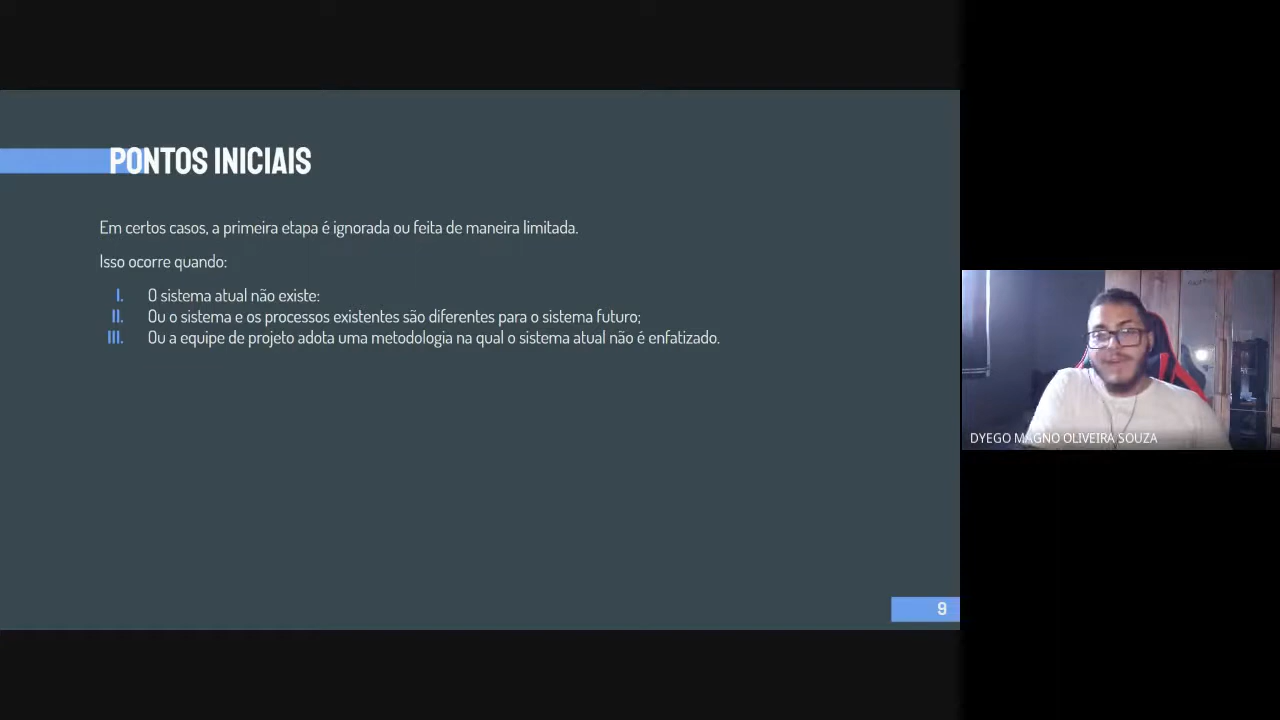 PONTOS INICIAIS
Em certos casos, a primeira etapa é ignorada ou feita de maneira limitada.
Isso ocorre quando:
I. O sistema atual não existe:
II. Ou o sistema e os processos existentes são diferentes para o sistema futuro;
III. Ou a equipe de projeto adota uma metodologia na qual o sistema atual não é enfatizado.
9
DYEGO MAGNO OLIVEIRA SOUZA